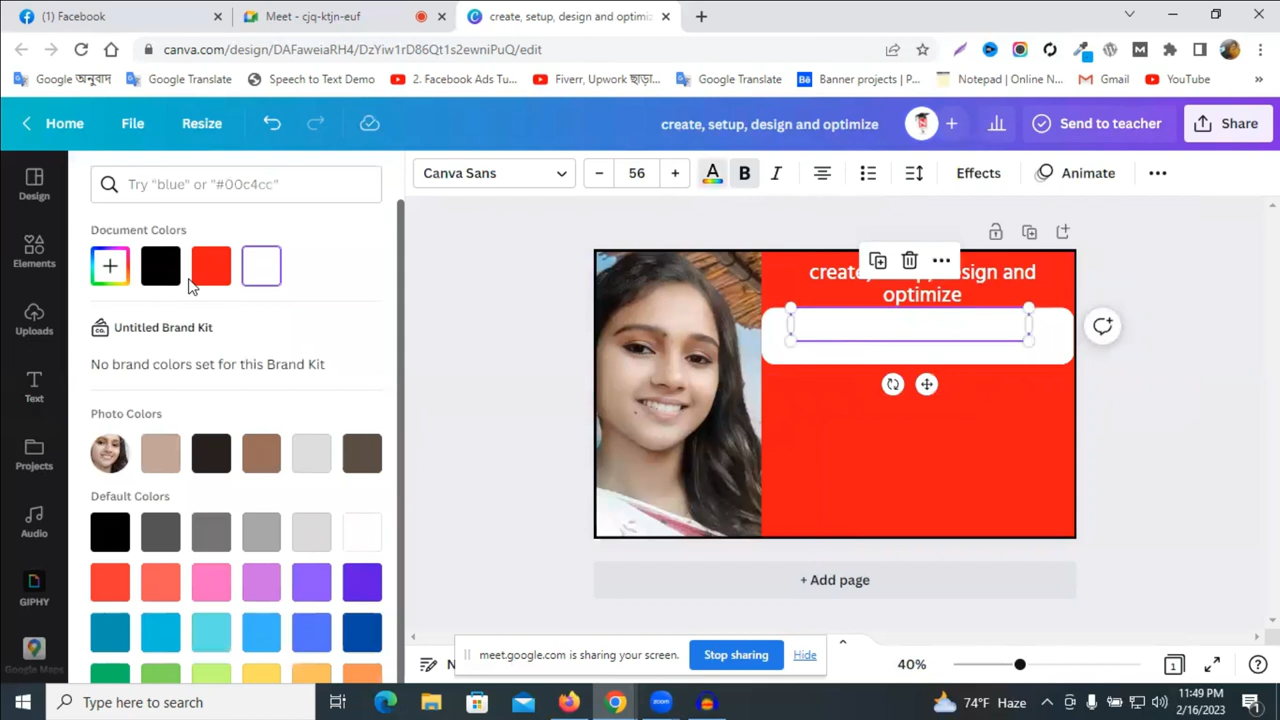 (1) Facebook
Meet - cjq-ktjn-euf
create, setup, design and optimiz
canva.com/design/DAFaweiaRH4/DzYiw1rD86Qt1s2ewniPuQ/edit
Google অনুবাদ
Google Translate
Speech to Text Demo
2. Facebook Ads Tu...
Fiverr, Upwork ছাড়া...
Google Translate
Banner projects | P...
Notepad | Online N...
Gmail
YouTube
Home
File
Resize
create, setup, design and optimize
Send to teacher
Share
Design
Elements
Uploads
Text
Projects
Audio
GIPHY
Google Maps
Try "blue" or "#00c4cc"
Document Colors
Untitled Brand Kit
No brand colors set for this Brand Kit
Photo Colors
Default Colors
Canva Sans
56
A
B
I
Effects
Animate
create, setup, design and
optimize
+ Add page
meet.google.com is sharing your screen.
Stop sharing
Hide
40%
1
Type here to search
zoom
74°F Haze
11:49 PM
2/16/2023